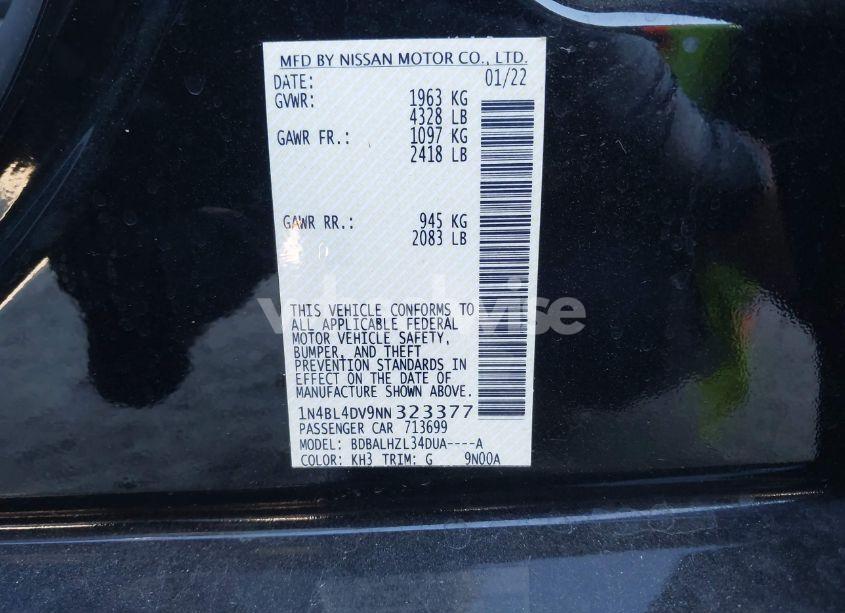 MFD BY NISSAN MOTOR CO., LTD.
DATE: 01/22
GVWR: 1963 KG
4328 LB
GAWR FR.: 1097 KG
2418 LB
GAWR RR.: 945 KG
2083 LB
THIS VEHICLE CONFORMS TO
ALL APPLICABLE FEDERAL
MOTOR VEHICLE SAFETY,
BUMPER, AND THEFT
PREVENTION STANDARDS IN
EFFECT ON THE DATE OF
MANUFACTURE SHOWN ABOVE.
1N4BL4DV9NN323377
PASSENGER CAR 713699
MODEL: BDBALHZL34DUA----A
COLOR: KH3 TRIM: G 9N00A